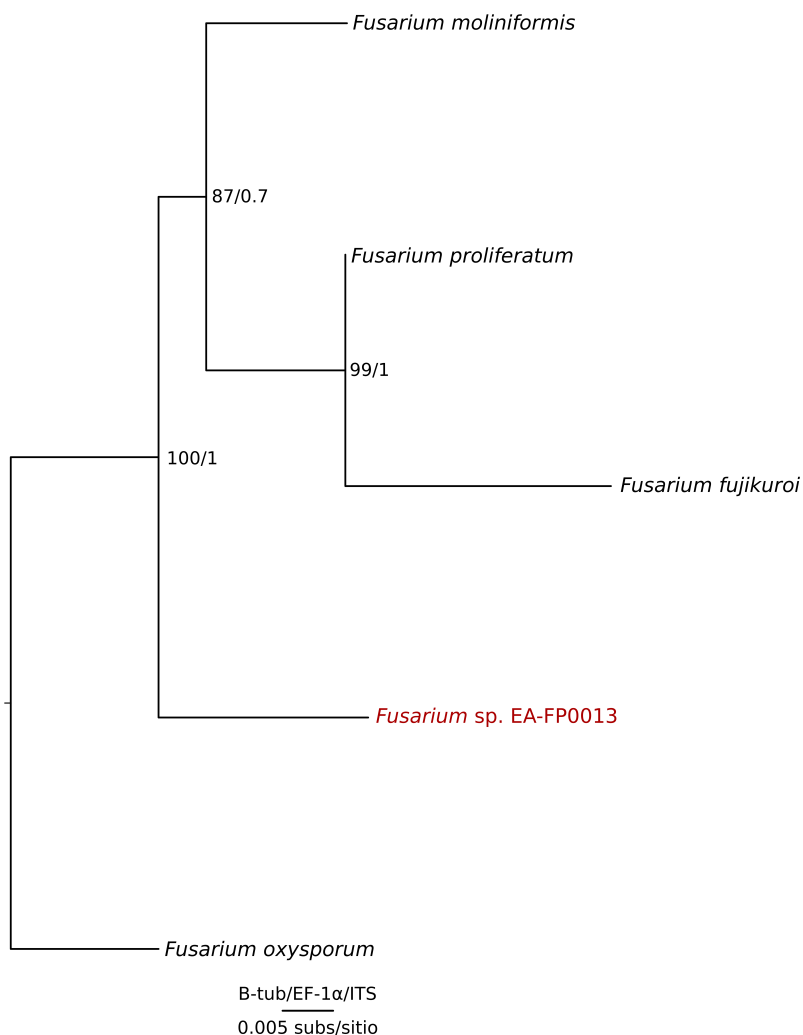 Fusarium moliniformis
87/0.7
Fusarium proliferatum
99/1
100/1
Fusarium fujikuroi
Fusarium sp. EA-FP0013
Fusarium oxysporum
B-tub/EF-1α/ITS
0.005 subs/sitio